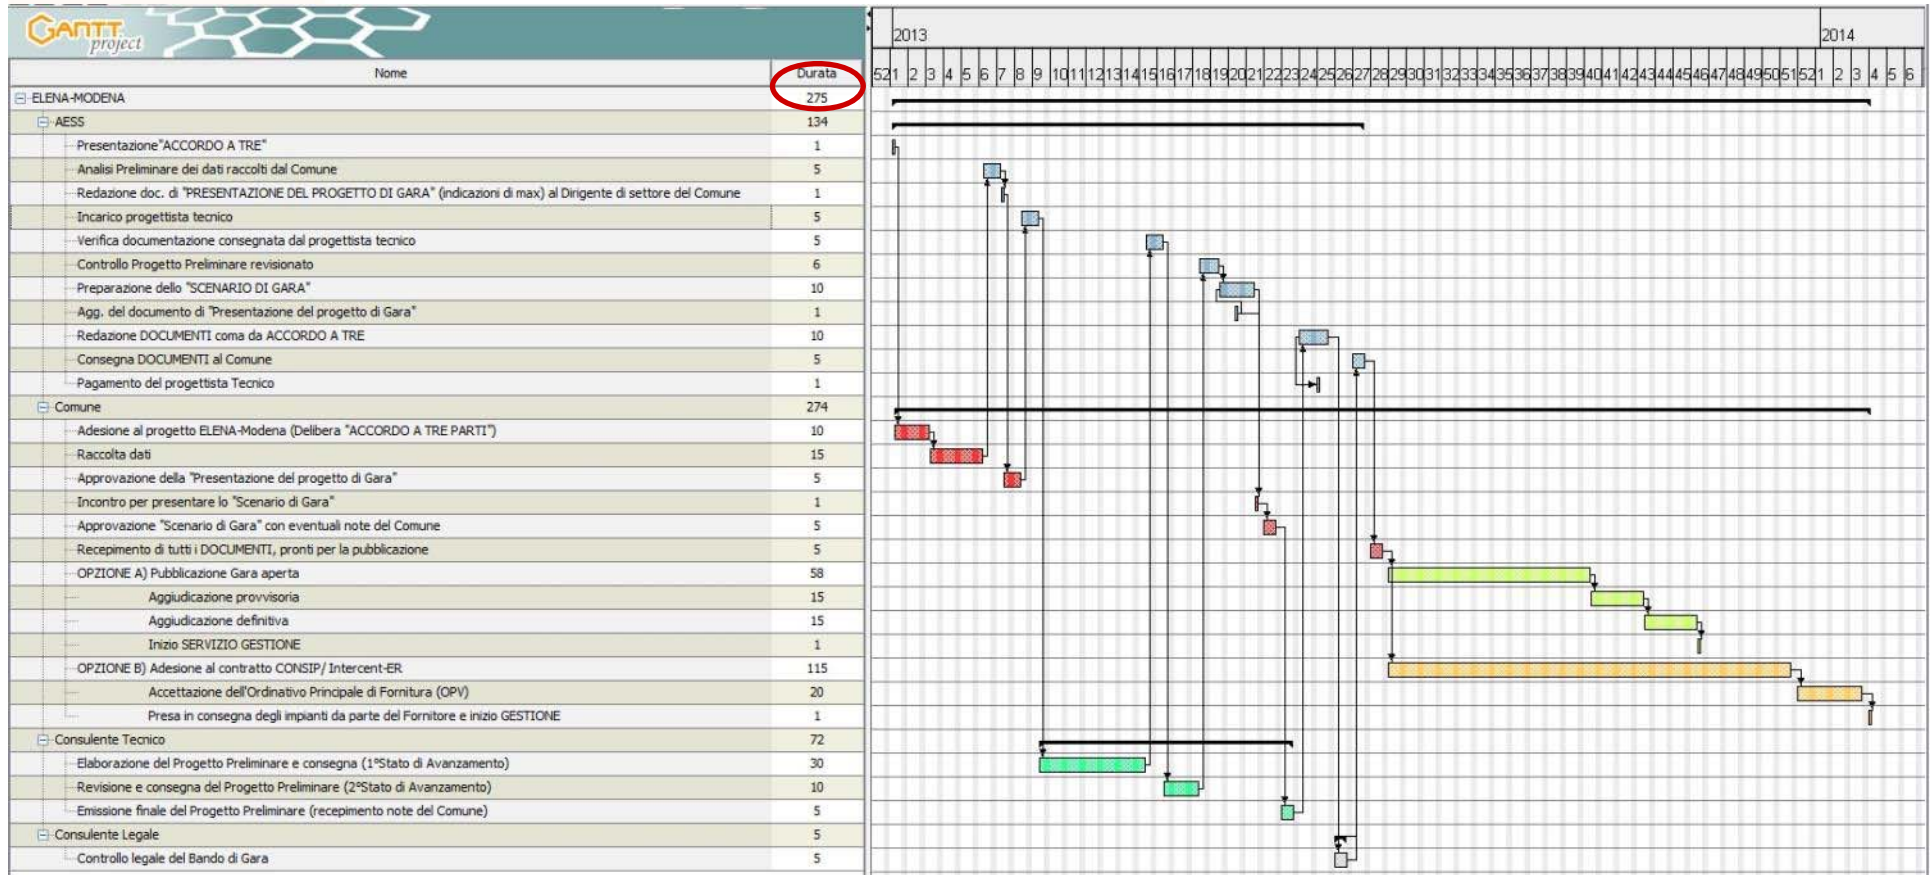 GANTT
project
2013 2014
Nome Durata 52 1 2 3 4 5 6 7 8 9 10 11 12 13 14 15 16 17 18 19 20 21 22 23 24 25 26 27 28 29 30 31 32 33 34 35 36 37 38 39 40 41 42 43 44 45 46 47 48 49 50 51 52 1 2 3 4 5 6
ELENA-MODENA 275
AESS 134
Presentazione"ACCORDO A TRE" 1
Analisi Preliminare dei dati raccolti dal Comune 5
Redazione doc. di "PRESENTAZIONE DEL PROGETTO DI GARA" (indicazioni di max) al Dirigente di settore del Comune 1
Incarico progettista tecnico 5
Verifica documentazione consegnata dal progettista tecnico 5
Controllo Progetto Preliminare revisionato 6
Preparazione dello "SCENARIO DI GARA" 10
Agg. del documento di "Presentazione del progetto di Gara" 1
Redazione DOCUMENTI coma da ACCORDO A TRE 10
Consegna DOCUMENTI al Comune 5
Pagamento del progettista Tecnico 1
Comune 274
Adesione al progetto ELENA-Modena (Delibera "ACCORDO A TRE PARTI") 10
Raccolta dati 15
Approvazione della "Presentazione del progetto di Gara" 5
Incontro per presentare lo "Scenario di Gara" 1
Approvazione "Scenario di Gara" con eventuali note del Comune 5
Recepimento di tutti i DOCUMENTI, pronti per la pubblicazione 5
OPZIONE A) Pubblicazione Gara aperta 58
Aggiudicazione provvisoria 15
Aggiudicazione definitiva 15
Inizio SERVIZIO GESTIONE 1
OPZIONE B) Adesione al contratto CONSIP/ Intercent-ER 115
Accettazione dell'Ordinativo Principale di Fornitura (OPV) 20
Presa in consegna degli impianti da parte del Fornitore e inizio GESTIONE 1
Consulente Tecnico 72
Elaborazione del Progetto Preliminare e consegna (1°Stato di Avanzamento) 30
Revisione e consegna del Progetto Preliminare (2°Stato di Avanzamento) 10
Emissione finale del Progetto Preliminare (recepimento note del Comune) 5
Consulente Legale 5
Controllo legale del Bando di Gara 5